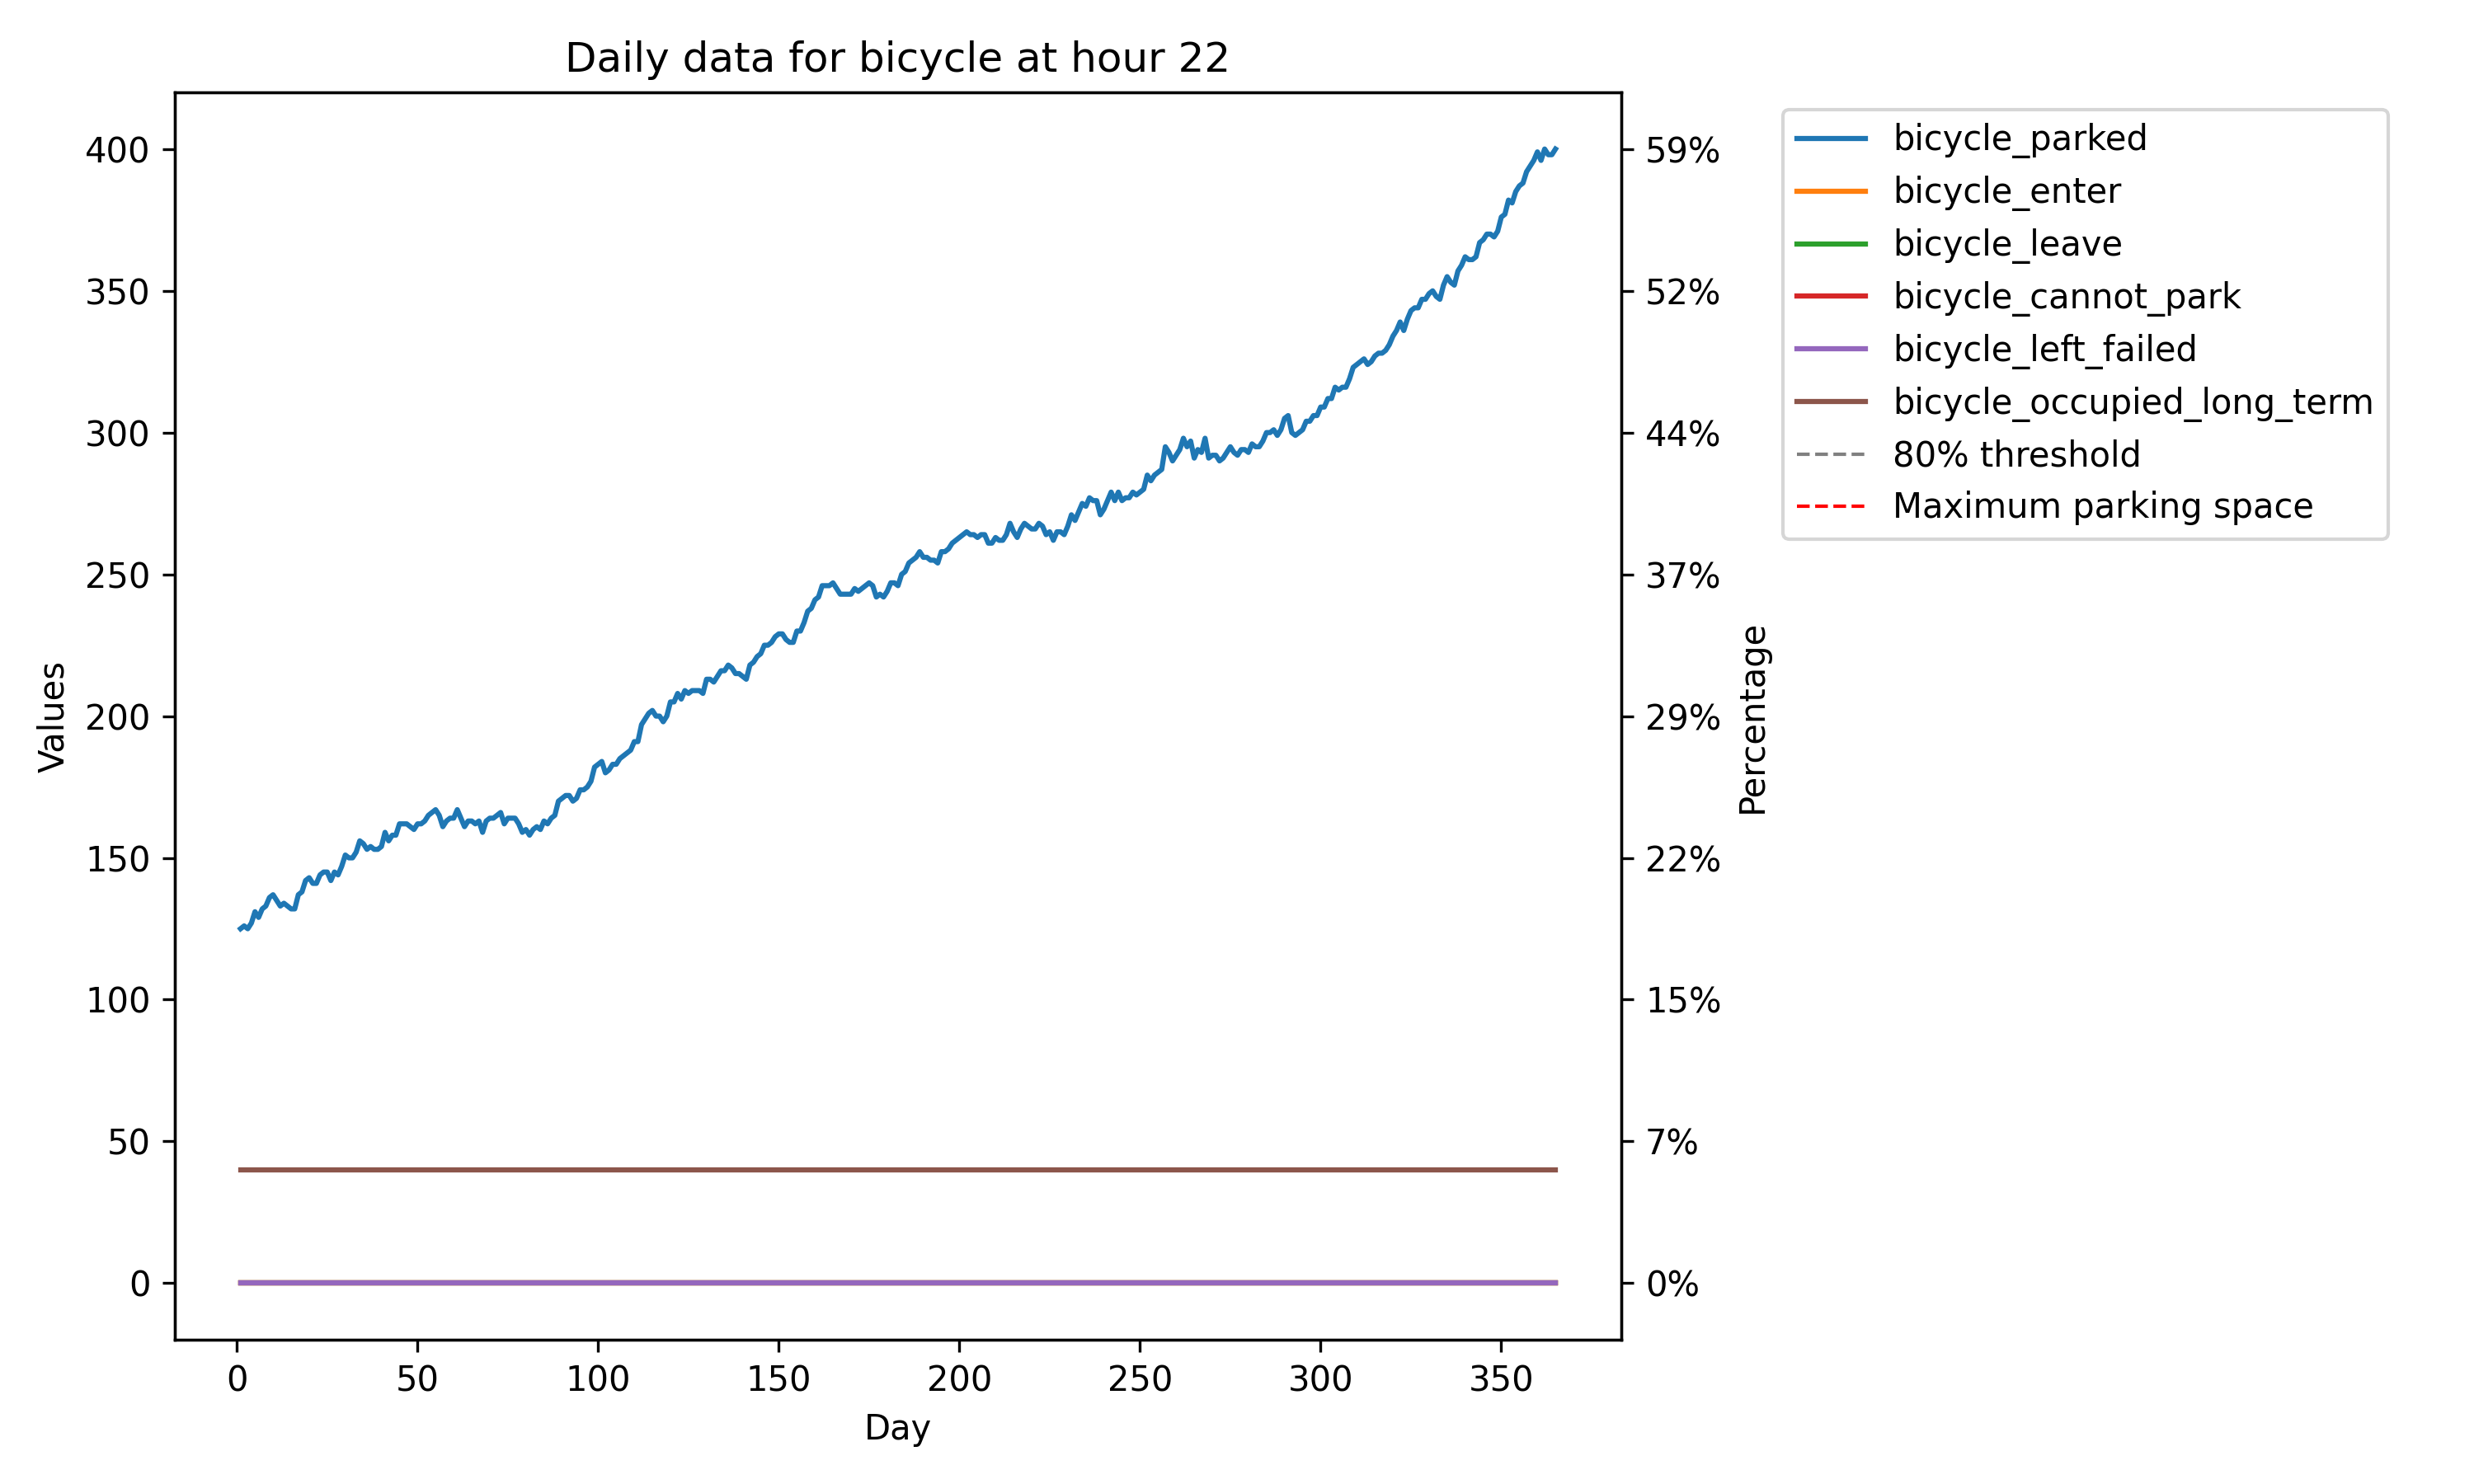 Daily data for bicycle at hour 22
Values
400
350
300
250
200
150
100
50
0
0
50
100
150
200
250
300
350
Day
59%
52%
44%
37%
29%
22%
15%
7%
0%
Percentage
bicycle_parked
bicycle_enter
bicycle_leave
bicycle_cannot_park
bicycle_left_failed
bicycle_occupied_long_term
80% threshold
Maximum parking space